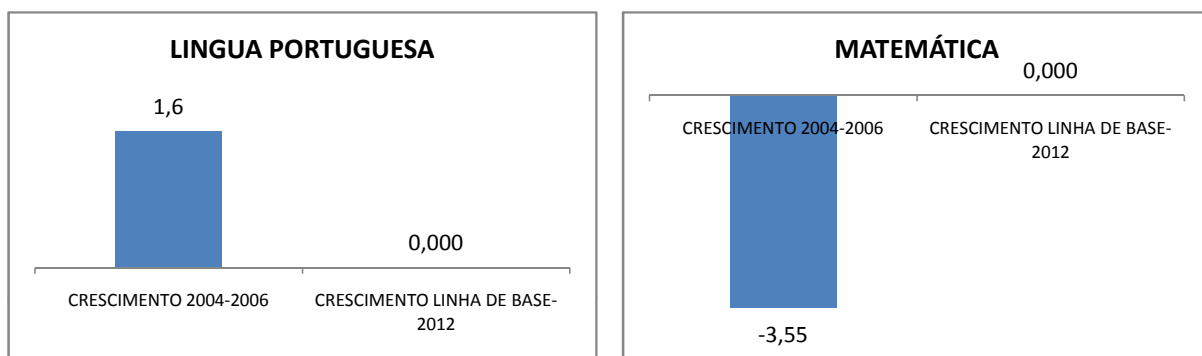 LINGUA PORTUGUESA
1,6
0,000
CRESCIMENTO 2004-2006
CRESCIMENTO LINHA DE BASE-
2012
MATEMÁTICA
0,000
CRESCIMENTO 2004-2006
CRESCIMENTO LINHA DE BASE-
2012
-3,55